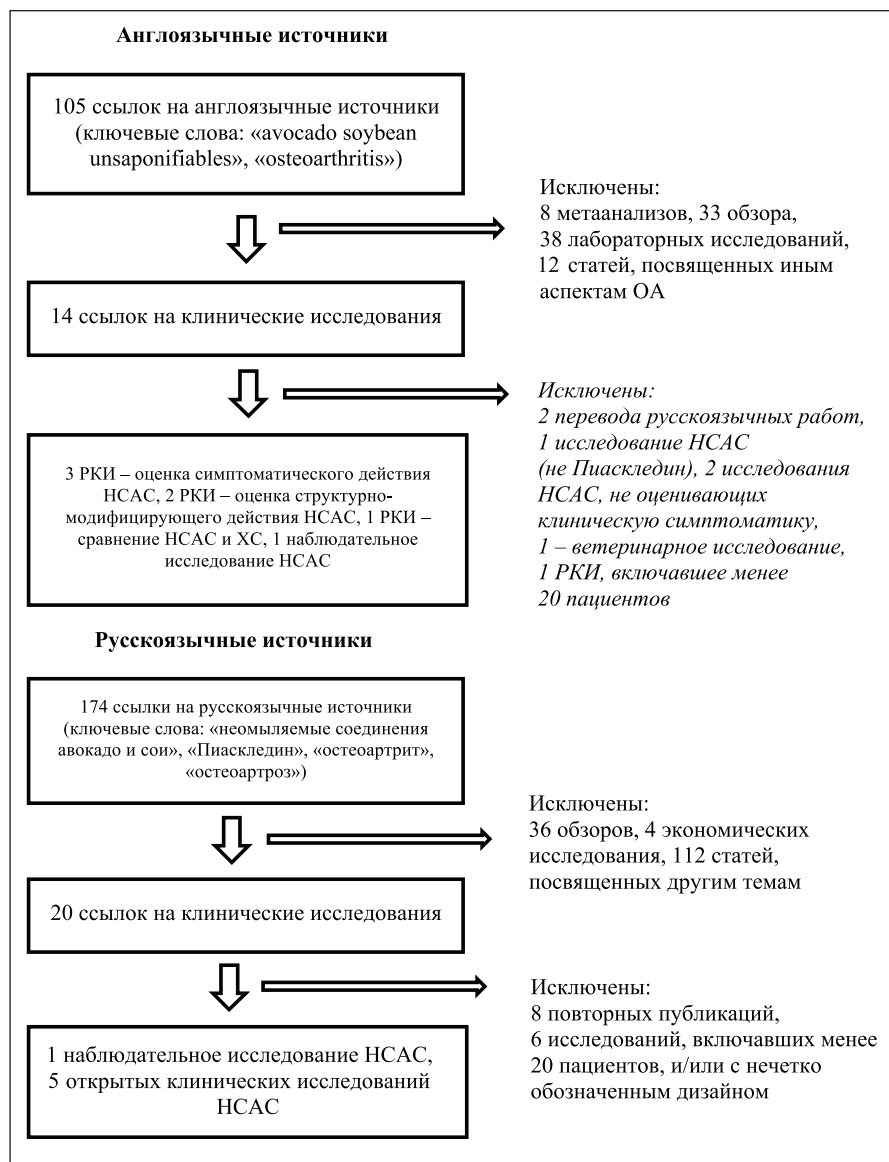 Англоязычные источники
105 ссылок на англоязычные источники
(ключевые слова: «avocado soybean
unsaponifiables», «osteoarthritis»)
Исключены:
8 метаанализов, 33 обзора,
38 лабораторных исследований,
12 статей, посвященных иным
аспектам ОА
14 ссылок на клинические исследования
Исключены:
2 перевода русскоязычных работ,
1 исследование НСАС
(не Пиаскледин), 2 исследования
НСАС, не оценивающих
клиническую симптоматику,
1 – ветеринарное исследование,
1 РКИ, включавшее менее
20 пациентов
3 РКИ – оценка симптоматического действия
НСАС, 2 РКИ – оценка структурно-
модифицирующего действия НСАС, 1 РКИ –
сравнение НСАС и ХС, 1 наблюдательное
исследование НСАС
Русскоязычные источники
174 ссылки на русскоязычные источники
(ключевые слова: «неомыляемые соединения
авокадо и сои», «Пиаскледин», «остеоартрит»,
«остеоартроз»)
Исключены:
36 обзоров, 4 экономических
исследования, 112 статей,
посвященных другим темам
20 ссылок на клинические исследования
Исключены:
8 повторных публикаций,
6 исследований, включавших менее
20 пациентов, и/или с нечетко
обозначенным дизайном
1 наблюдательное исследование НСАС,
5 открытых клинических исследований
НСАС